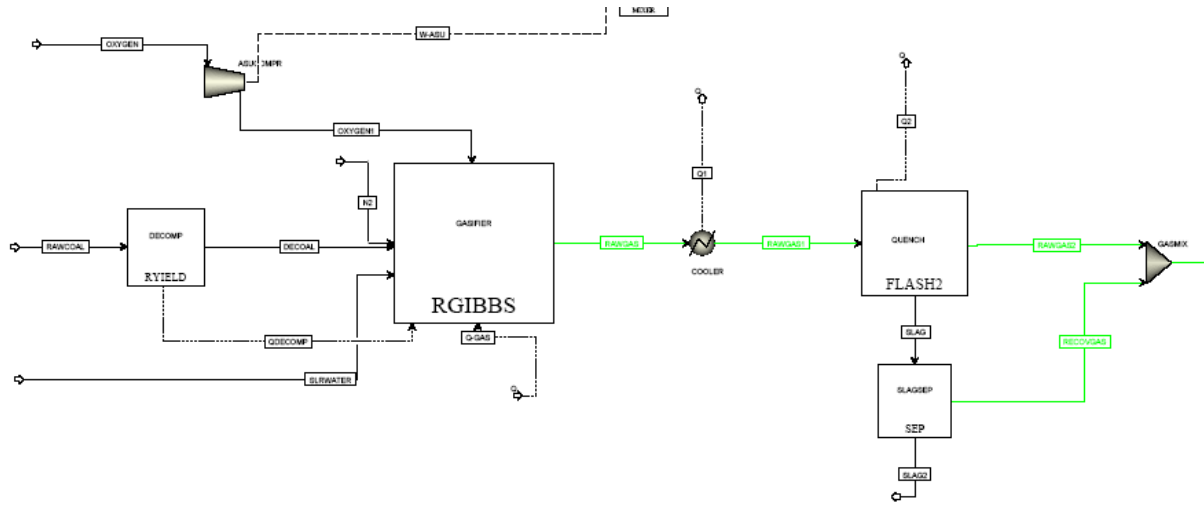 MIXER
OXYGEN
W-ASU
ASUCOMPR
Q
Q
Q2
OXYGEN1
Q1
N2
GASIFIER
DECOMP
RAWCOAL
DECOAL
RAWGAS
RAWGAS1
QUENCH
RAWGAS2
GASMIX
COOLER
RYIELD
FLASH2
RGIBBS
QDECOMP
Q-GAS
SLAG
RECOVGAS
SLRWATER
Q
SLAGSEP
SEP
SLAG2